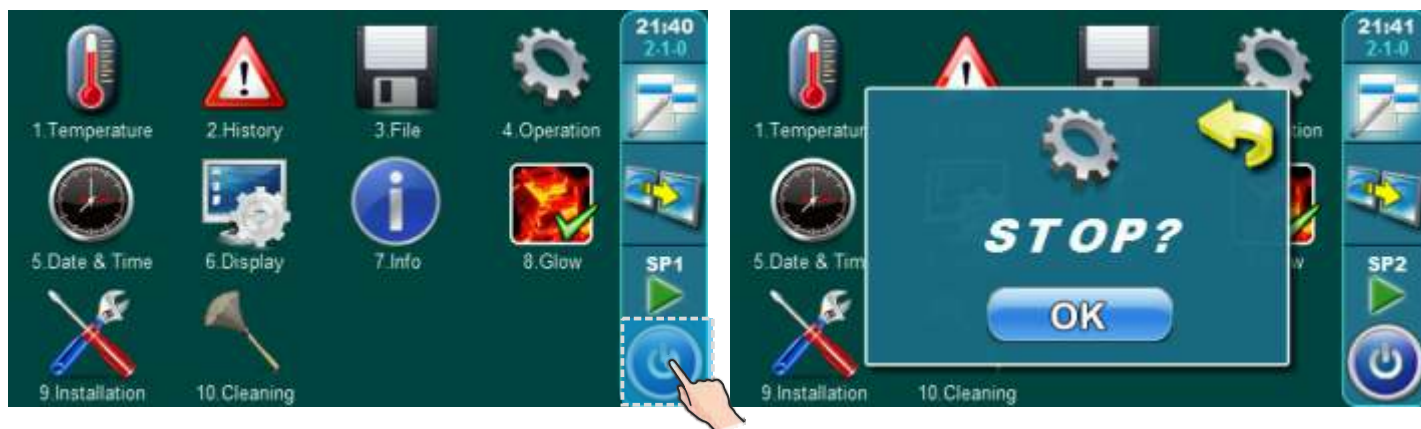 21:40
2-1-0
1.Temperature
2.History
3.File
4.Operation
5.Date & Time
6.Display
7.Info
8.Glow
SP1
9.Installation
10.Cleaning
21:41
2-1-0
1.Temperatur
tion
STOP?
5.Date & Tim
w
SP2
OK
9.Installation
10.Cleaning